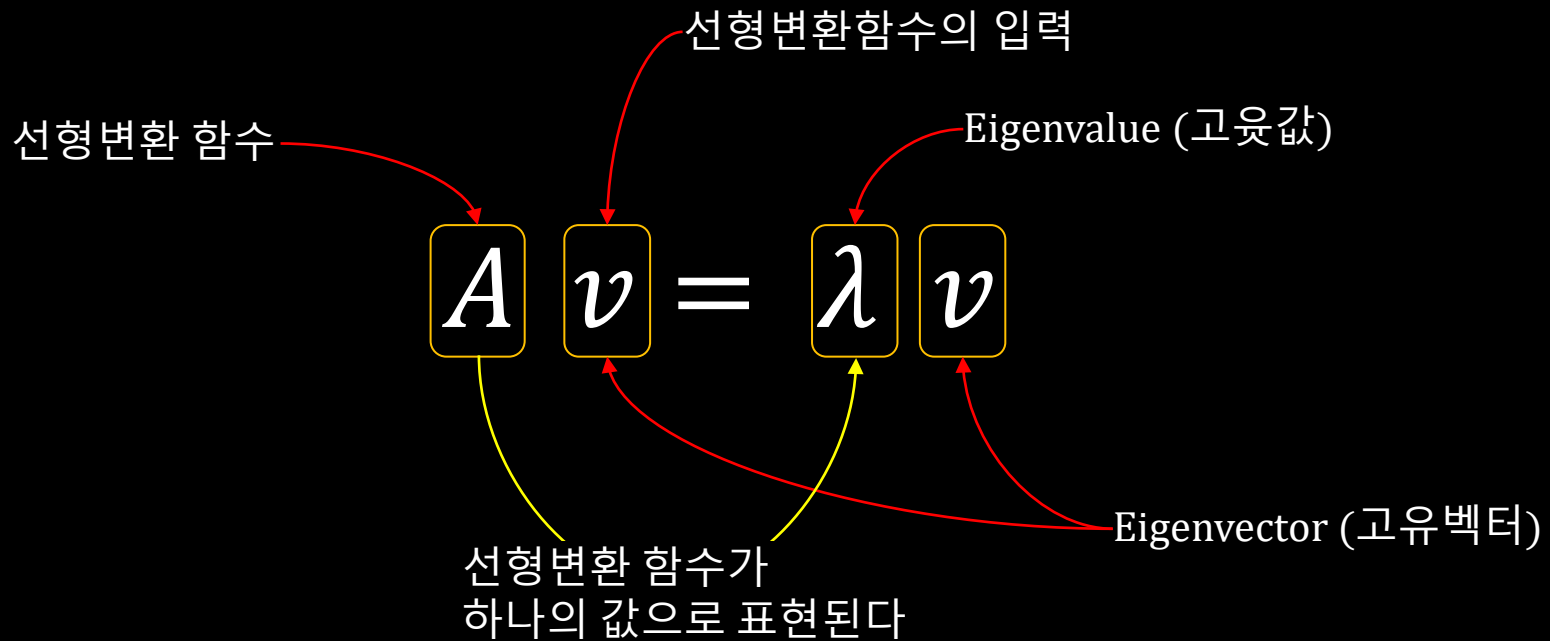 선형변환함수의 입력
선형변환 함수
Eigenvalue (고윳값)
A v = λ v
Eigenvector (고유벡터)
선형변환 함수가
하나의 값으로 표현된다